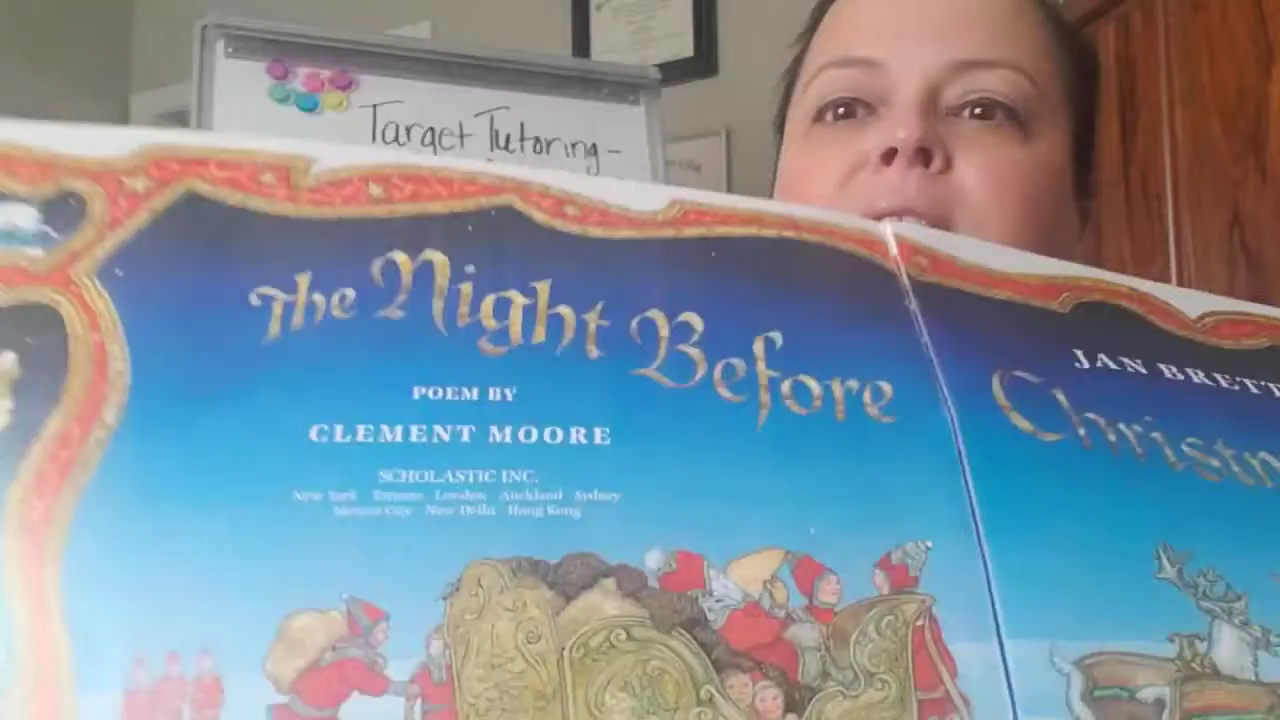 Target Tutoring-
The Night Before
POEM BY
CLEMENT MOORE
SCHOLASTIC INC.
New York Toronto London Auckland Sydney
Mexico City New Delhi Hong Kong
JAN BRETT
Christm